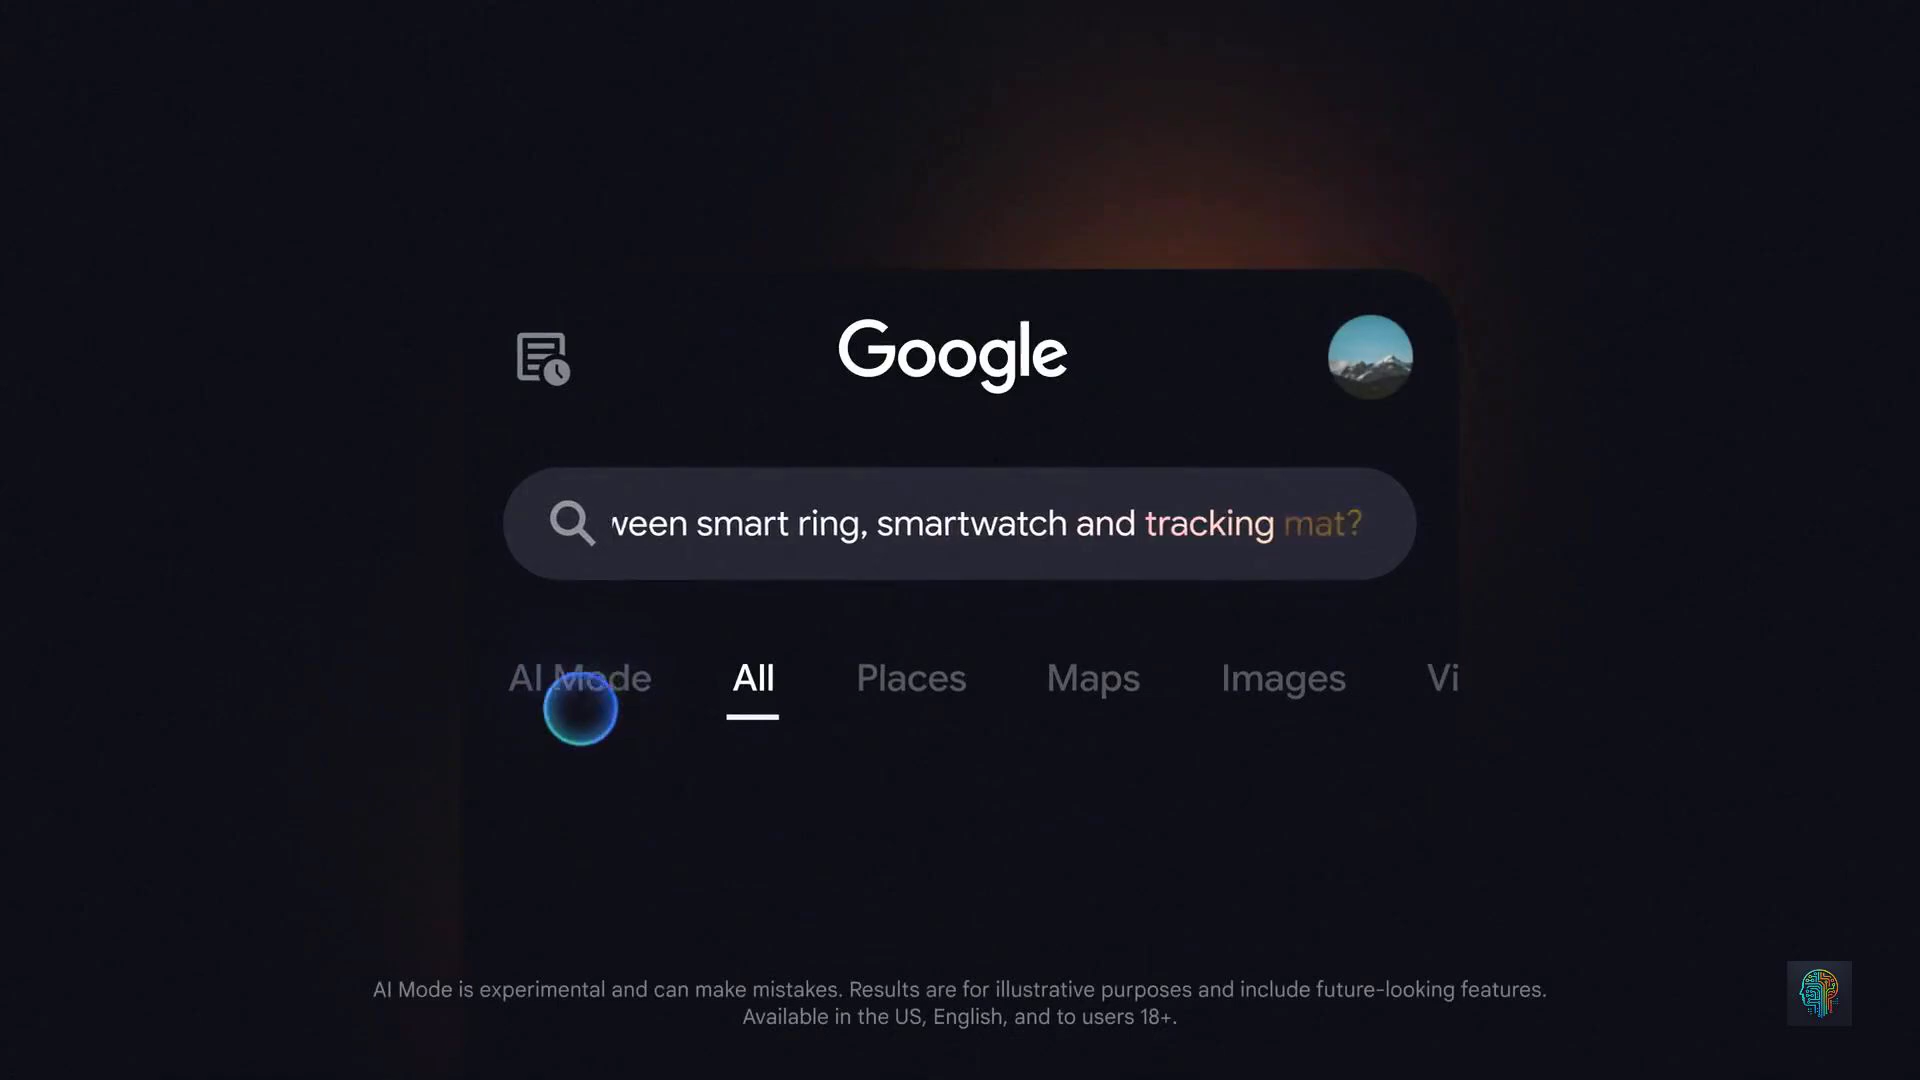 Google
ween smart ring, smartwatch and tracking mat?
AI Mode All Places Maps Images Vi
AI Mode is experimental and can make mistakes. Results are for illustrative purposes and include future-looking features.
Available in the US, English, and to users 18+.